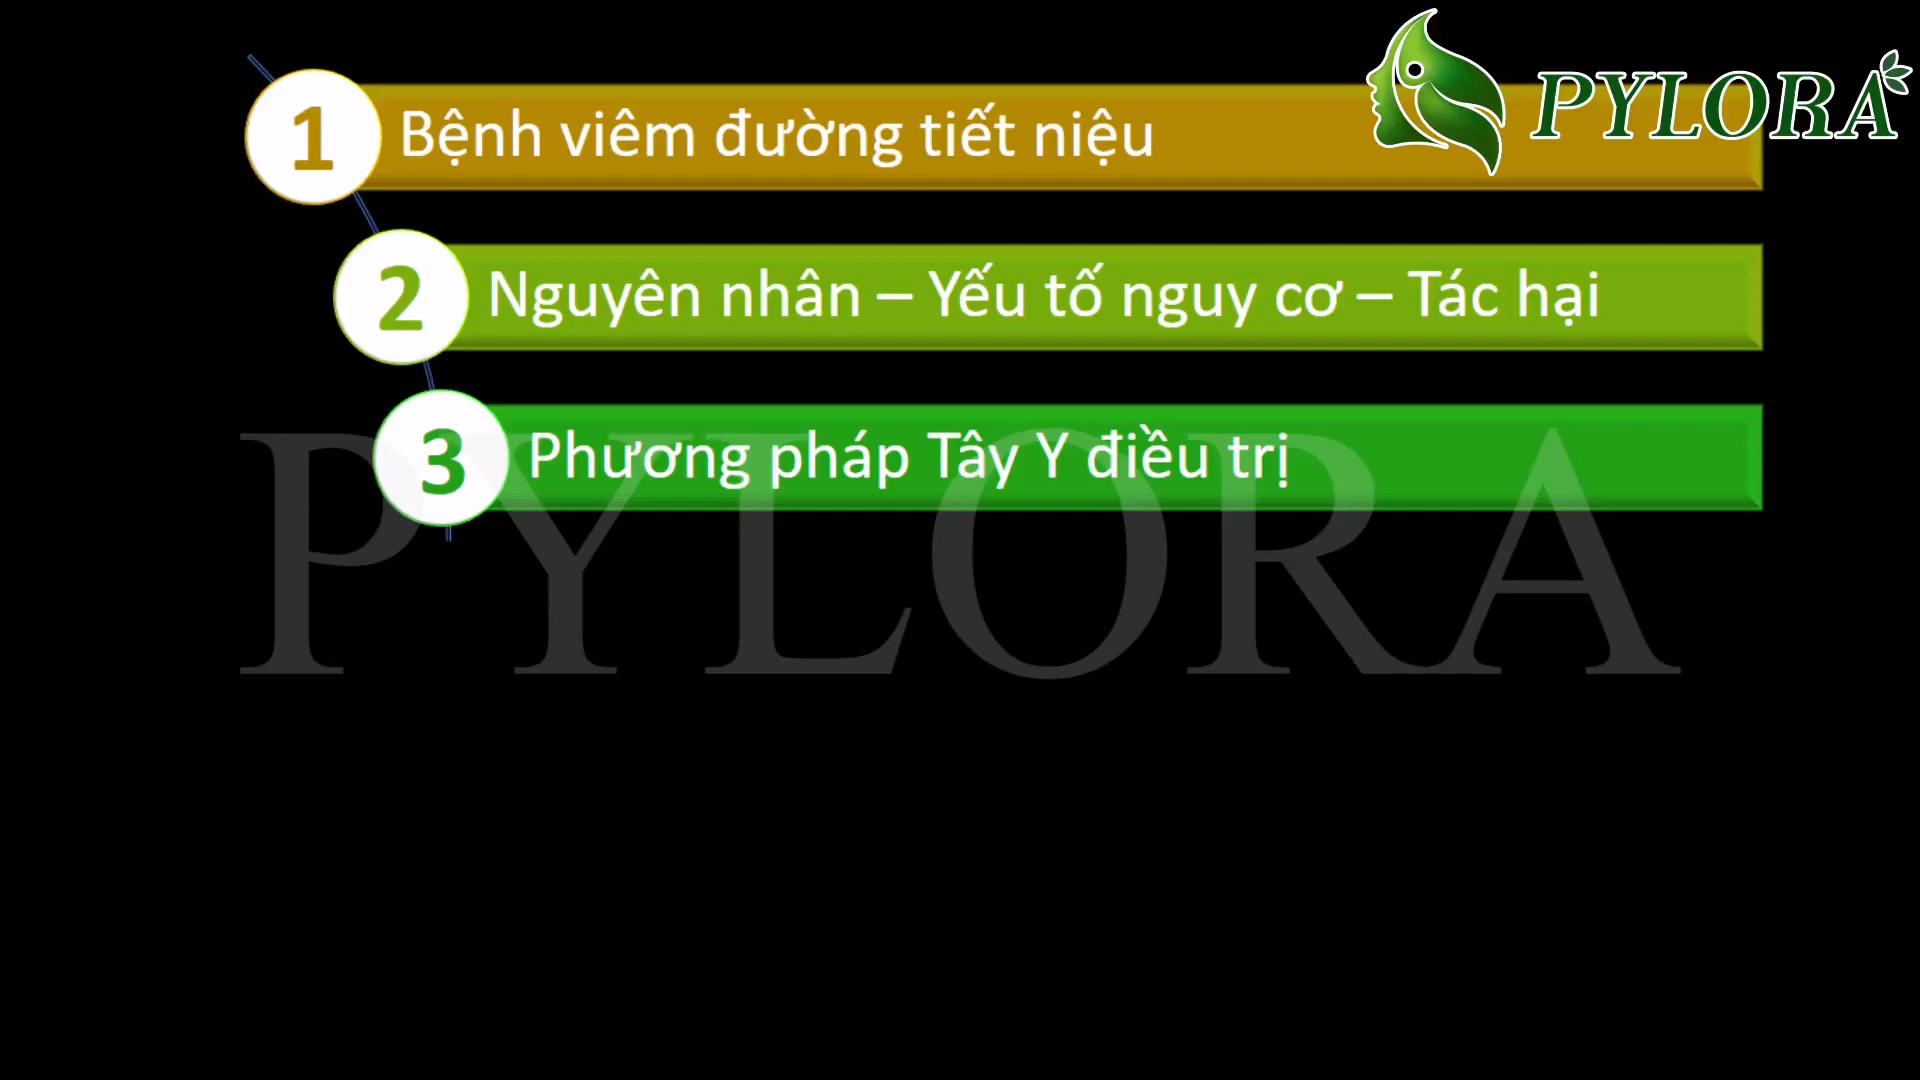 PYLORA
1 Bệnh viêm đường tiết niệu
2 Nguyên nhân – Yếu tố nguy cơ – Tác hại
3 Phương pháp Tây Y điều trị
PYLORA